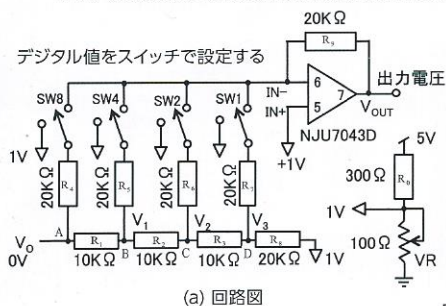 デジタル値をスイッチで設定する
20KΩ
R₉
出力電圧
IN−
6
IN+
5
7
V_OUT
NJU7043D
+1V
SW8
SW4
SW2
SW1
1V
20KΩ
R₄
20KΩ
R₅
20KΩ
R₆
20KΩ
R₇
5V
300Ω
R₀
1V
100Ω
VR
V₀
0V
A
R₁
10KΩ
V₁
B
R₂
10KΩ
V₂
C
R₃
10KΩ
V₃
D
R₈
20KΩ
1V
(a) 回路図